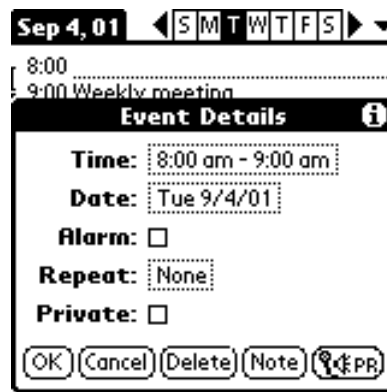 Sep 4, 01 S M T W T F S
8:00
9:00 Weekly meeting
Event Details
Time: 8:00 am - 9:00 am
Date: Tue 9/4/01
Alarm:
Repeat: None
Private:
OK Cancel Delete Note PR